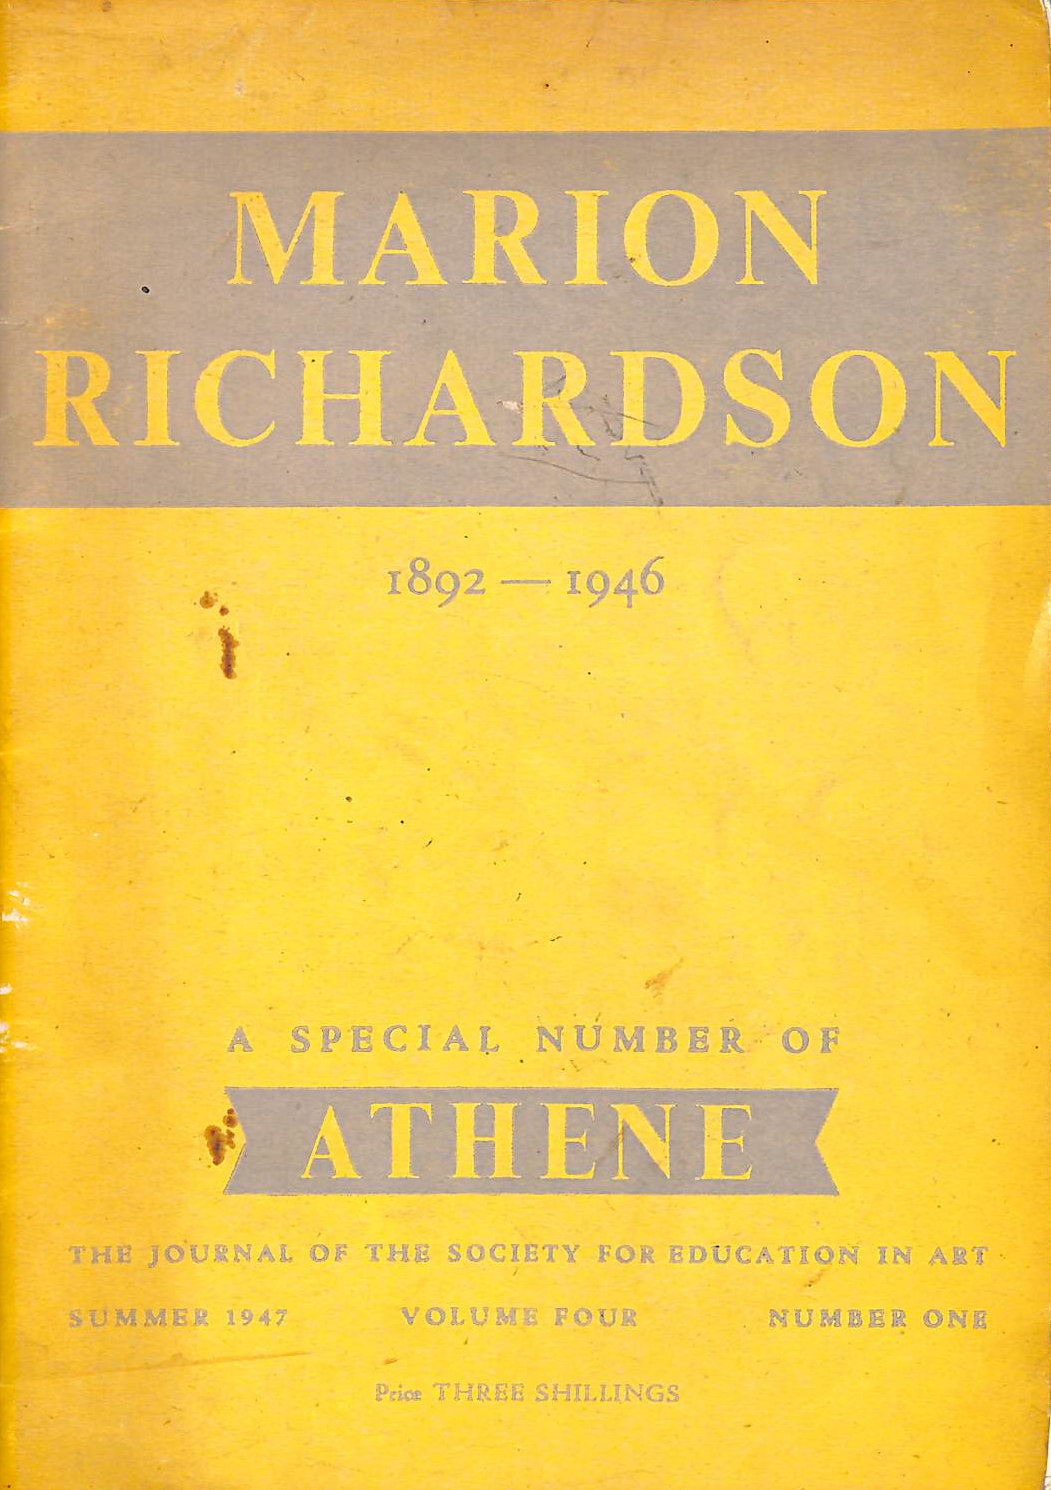 MARION
RICHARDSON
1892 — 1946
A SPECIAL NUMBER OF
ATHENE
THE JOURNAL OF THE SOCIETY FOR EDUCATION IN ART
SUMMER 1947 VOLUME FOUR NUMBER ONE
Price THREE SHILLINGS